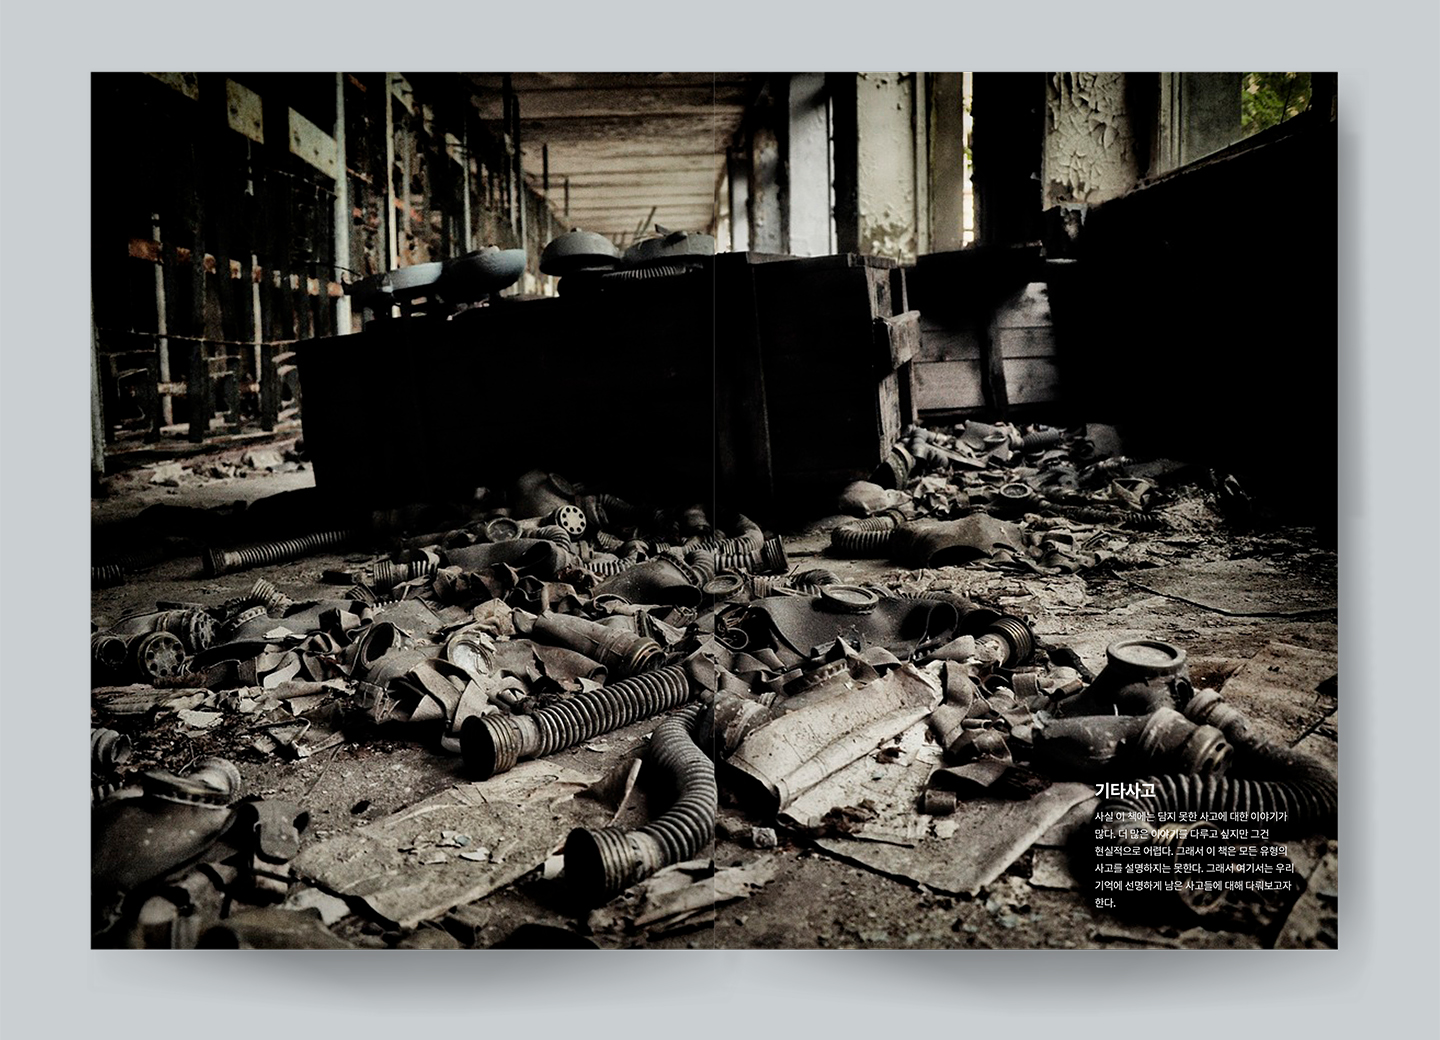 기타사고
사실 이 책에는 담지 못한 사고에 대한 이야기가
많다. 더 많은 이야기를 다루고 싶지만 그건
현실적으로 어렵다. 그래서 이 책은 모든 유형의
사고를 설명하지는 못한다. 그래서 여기서는 우리
기억에 선명하게 남은 사고들에 대해 다뤄보고자
한다.